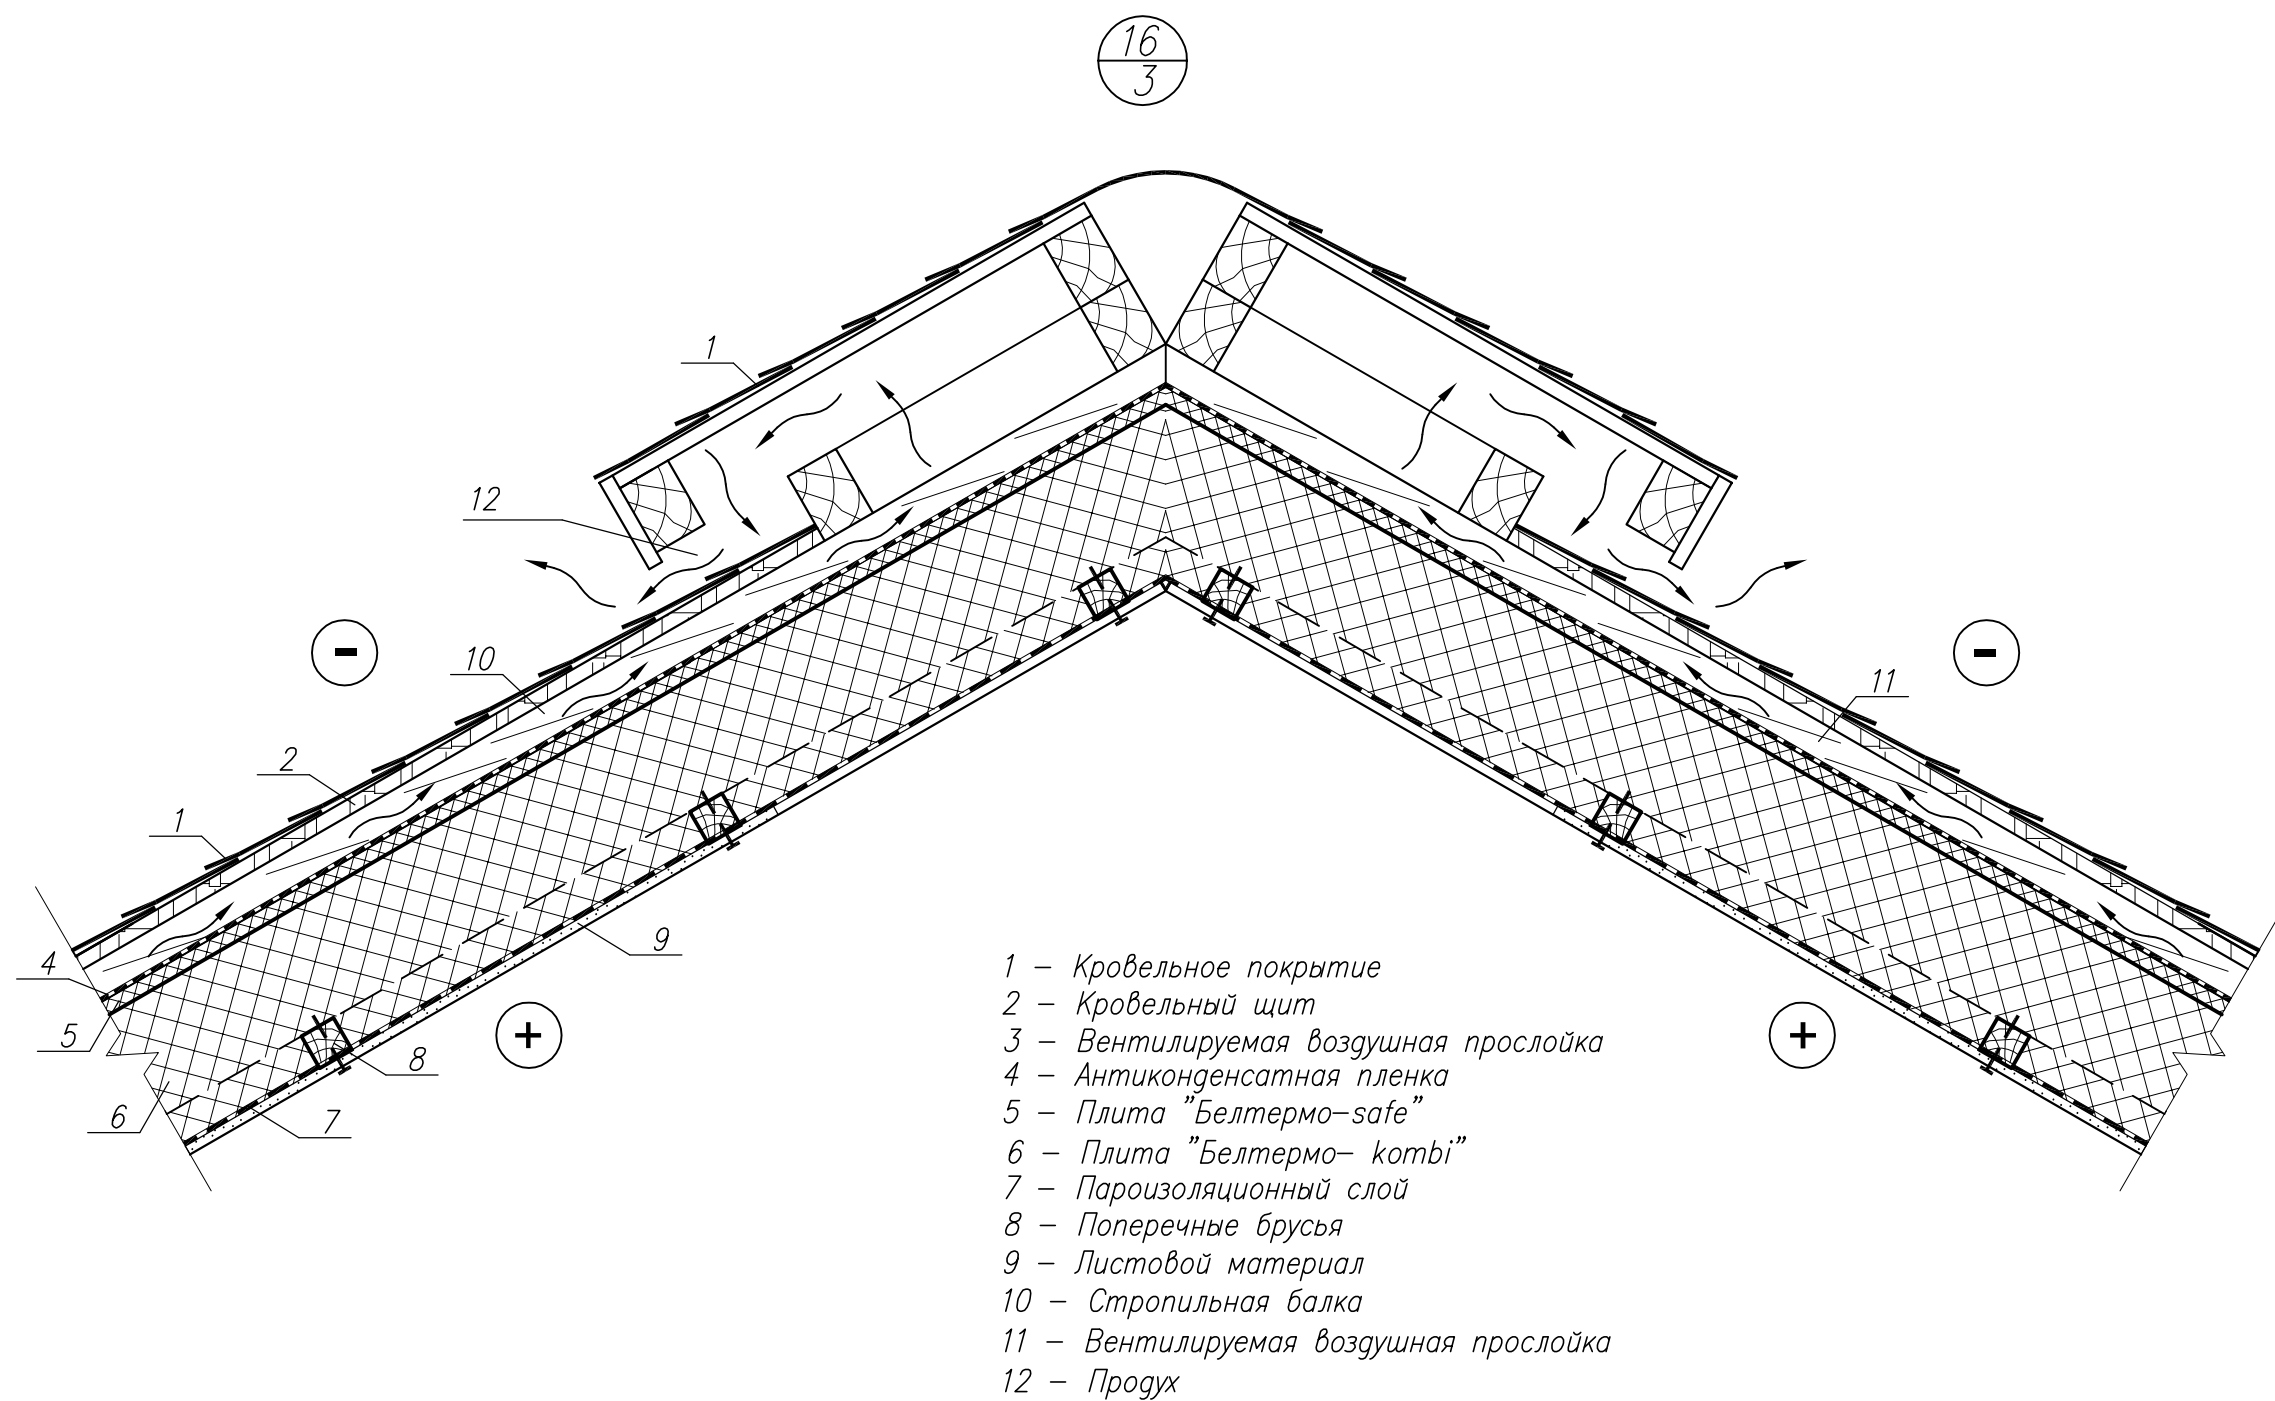 16
3
1
12
10
11
2
1
4
9
5
8
6
7
+
+
-
-
1 – Кровельное покрытие
2 – Кровельный щит
3 – Вентилируемая воздушная прослойка
4 – Антиконденсатная пленка
5 – Плита "Белтермо–safe"
6 – Плита "Белтермо– kombi"
7 – Пароизоляционный слой
8 – Поперечные брусья
9 – Листовой материал
10 – Стропильная балка
11 – Вентилируемая воздушная прослойка
12 – Продух